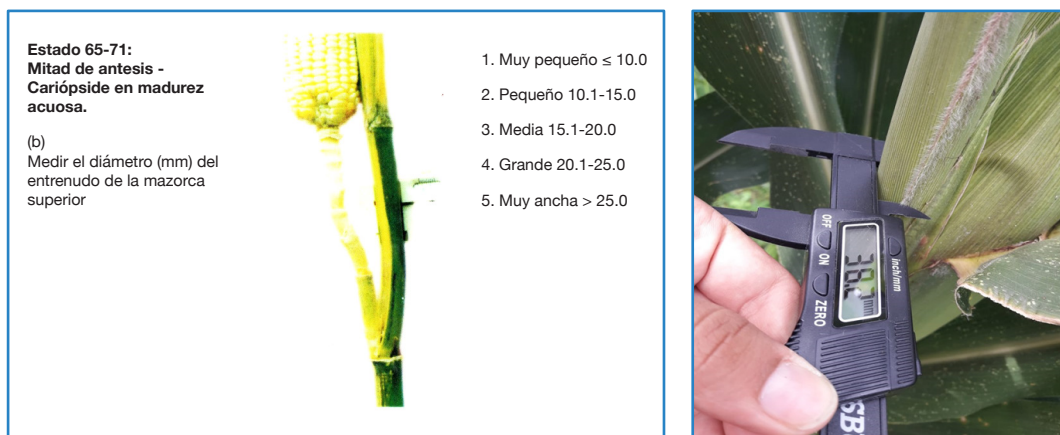 Estado 65-71:
Mitad de antesis -
Cariópside en madurez
acuosa.
(b)
Medir el diámetro (mm) del
entrenudo de la mazorca
superior
1. Muy pequeño ≤ 10.0
2. Pequeño 10.1-15.0
3. Media 15.1-20.0
4. Grande 20.1-25.0
5. Muy ancha > 25.0
OFF
ON
ZERO
inch/mm
mm